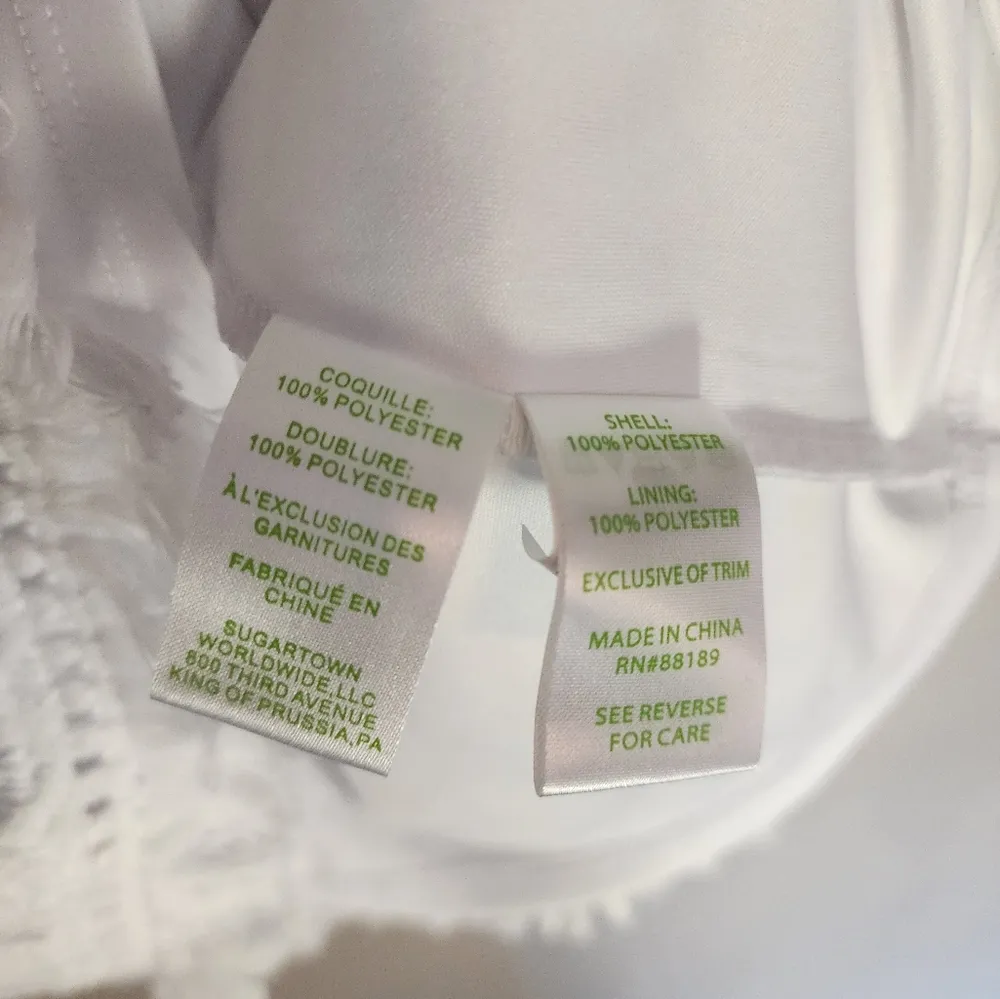 COQUILLE:
100% POLYESTER
DOUBLURE:
100% POLYESTER
À L'EXCLUSION DES
GARNITURES
FABRIQUÉ EN
CHINE
SUGARTOWN
WORLDWIDE, LLC
800 THIRD AVENUE
KING OF PRUSSIA, PA
SHELL:
100% POLYESTER
LINING:
100% POLYESTER
EXCLUSIVE OF TRIM
MADE IN CHINA
RN#88189
SEE REVERSE
FOR CARE